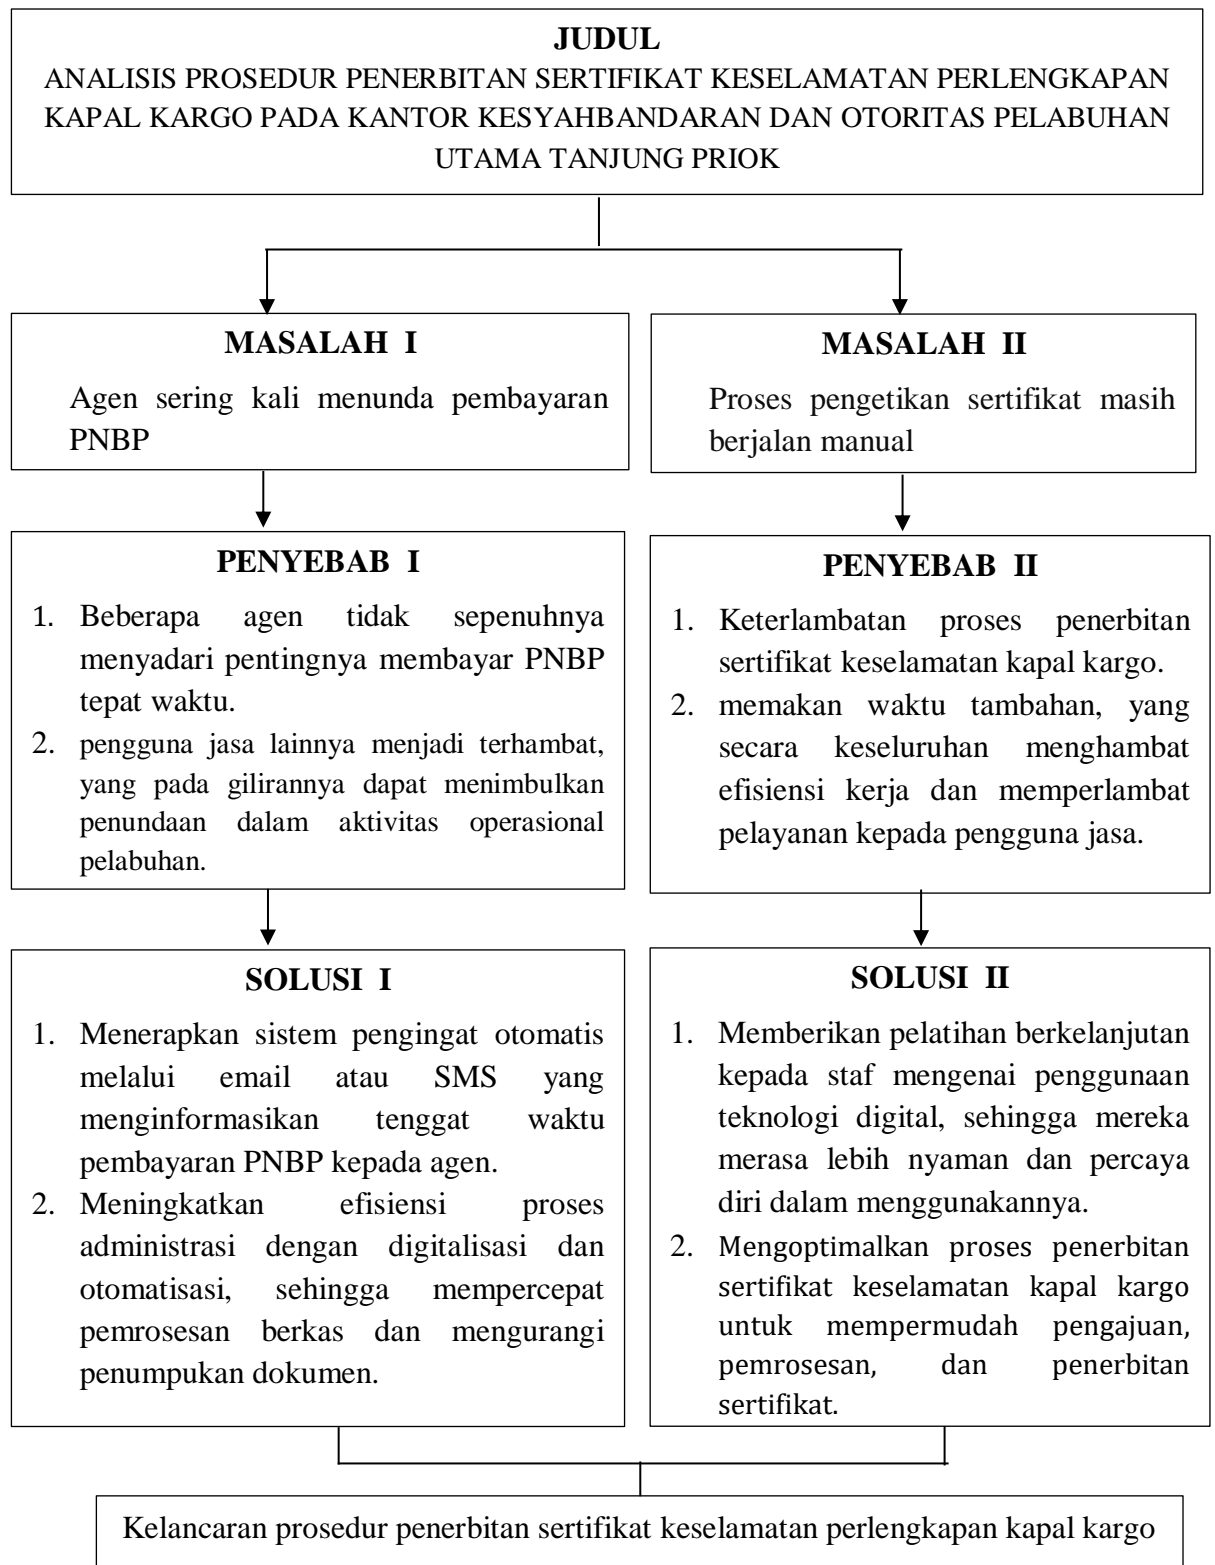 JUDUL
ANALISIS PROSEDUR PENERBITAN SERTIFIKAT KESELAMATAN PERLENGKAPAN
KAPAL KARGO PADA KANTOR KESYAHBANDARAN DAN OTORITAS PELABUHAN
UTAMA TANJUNG PRIOK
MASALAH I
Agen sering kali menunda pembayaran
PNBP
MASALAH II
Proses pengetikan sertifikat masih
berjalan manual
PENYEBAB I
1. Beberapa agen tidak sepenuhnya
menyadari pentingnya membayar PNBP
tepat waktu.
2. pengguna jasa lainnya menjadi terhambat,
yang pada gilirannya dapat menimbulkan
penundaan dalam aktivitas operasional
pelabuhan.
PENYEBAB II
1. Keterlambatan proses penerbitan
sertifikat keselamatan kapal kargo.
2. memakan waktu tambahan, yang
secara keseluruhan menghambat
efisiensi kerja dan memperlambat
pelayanan kepada pengguna jasa.
SOLUSI I
1. Menerapkan sistem pengingat otomatis
melalui email atau SMS yang
menginformasikan tenggat waktu
pembayaran PNBP kepada agen.
2. Meningkatkan efisiensi proses
administrasi dengan digitalisasi dan
otomatisasi, sehingga mempercepat
pemrosesan berkas dan mengurangi
penumpukan dokumen.
SOLUSI II
1. Memberikan pelatihan berkelanjutan
kepada staf mengenai penggunaan
teknologi digital, sehingga mereka
merasa lebih nyaman dan percaya
diri dalam menggunakannya.
2. Mengoptimalkan proses penerbitan
sertifikat keselamatan kapal kargo
untuk mempermudah pengajuan,
pemrosesan, dan penerbitan
sertifikat.
Kelancaran prosedur penerbitan sertifikat keselamatan perlengkapan kapal kargo